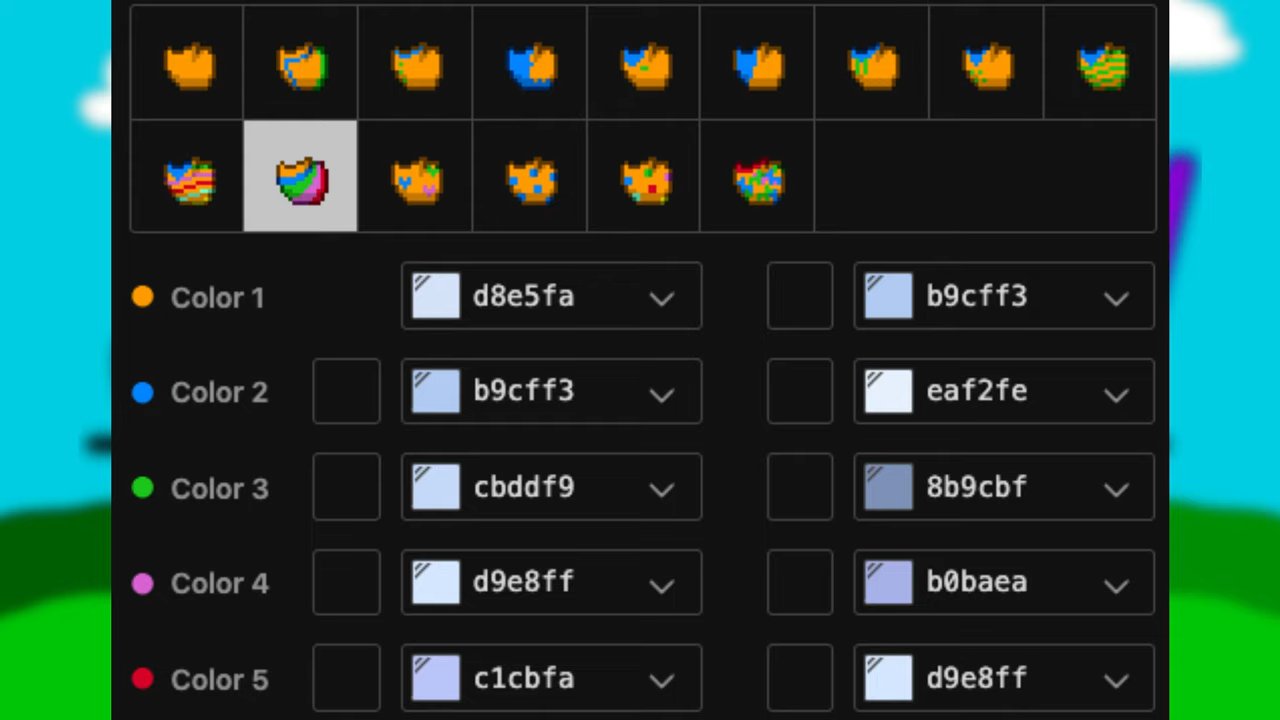 Color 1 d8e5fa b9cff3
Color 2 b9cff3 eaf2fe
Color 3 cbddf9 8b9cbf
Color 4 d9e8ff b0baea
Color 5 c1cbfa d9e8ff